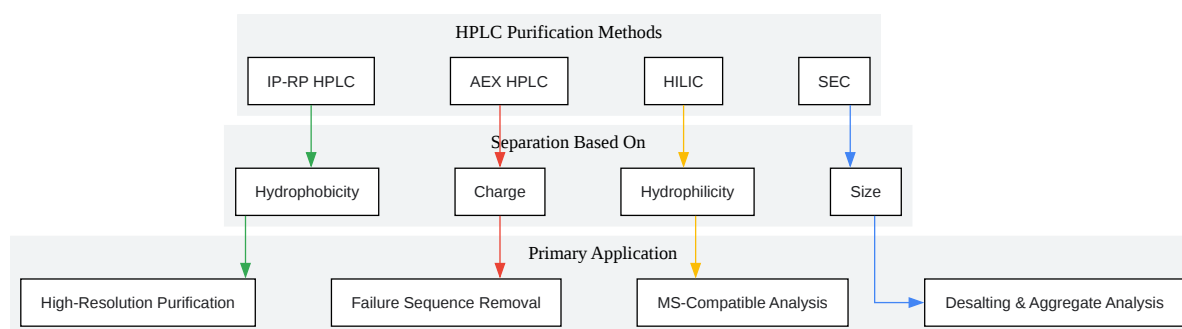 HPLC Purification Methods
IP-RP HPLC
AEX HPLC
HILIC
SEC
Separation Based On
Hydrophobicity
Charge
Hydrophilicity
Size
Primary Application
High-Resolution Purification
Failure Sequence Removal
MS-Compatible Analysis
Desalting & Aggregate Analysis